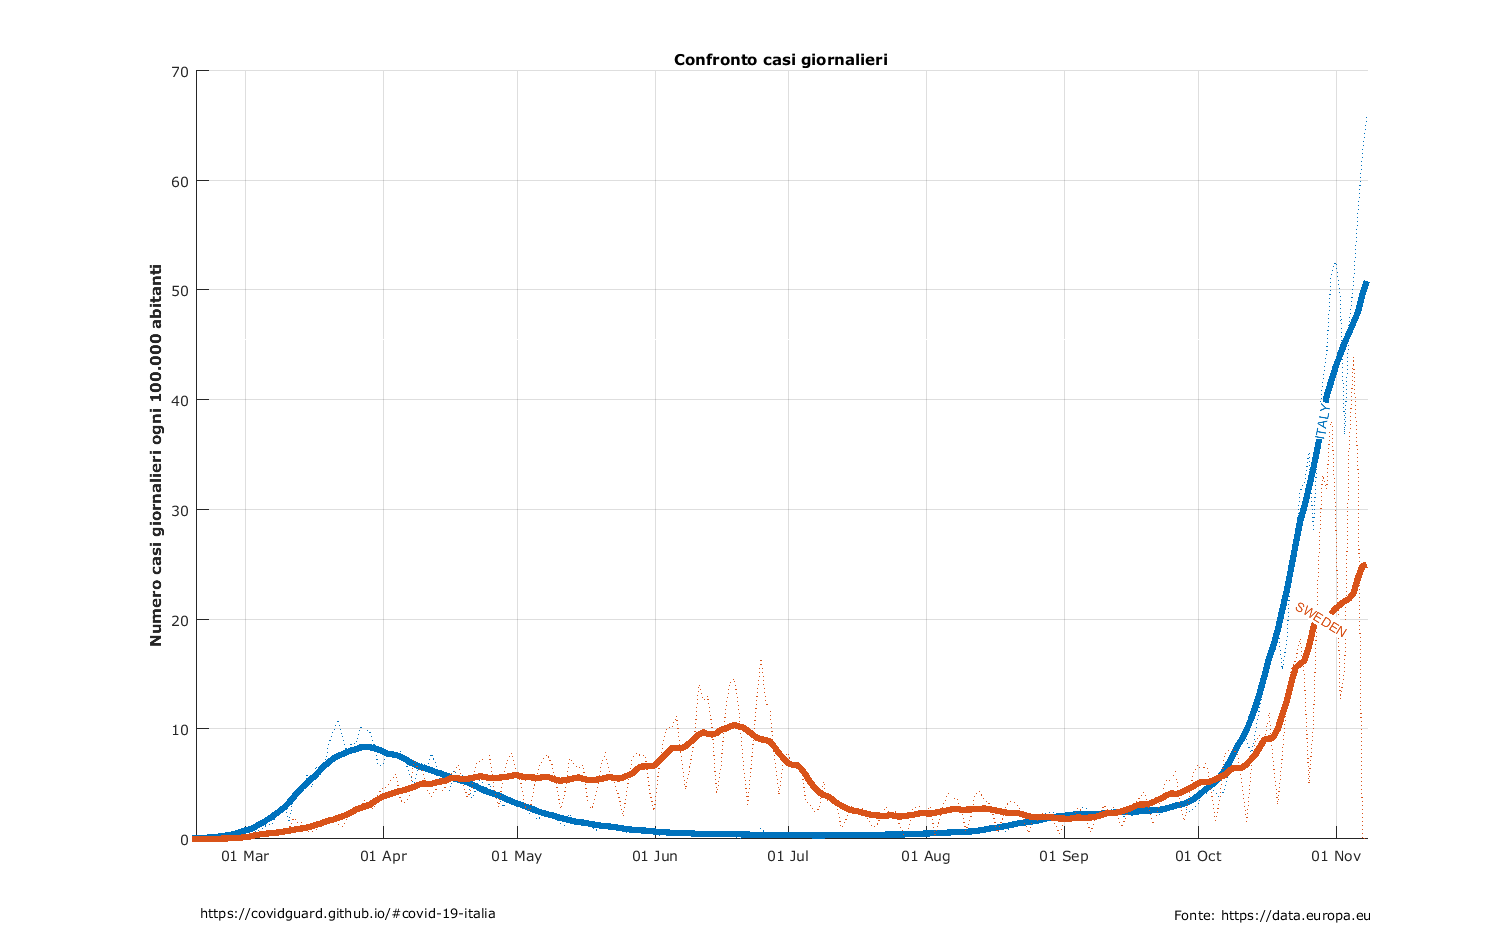 Confronto casi giornalieri
Numero casi giornalieri ogni 100.000 abitanti
70
60
50
40
30
20
10
0
ITALY
SWEDEN
01 Mar 01 Apr 01 May 01 Jun 01 Jul 01 Aug 01 Sep 01 Oct 01 Nov
https://covidguard.github.io/#covid-19-italia
Fonte: https://data.europa.eu